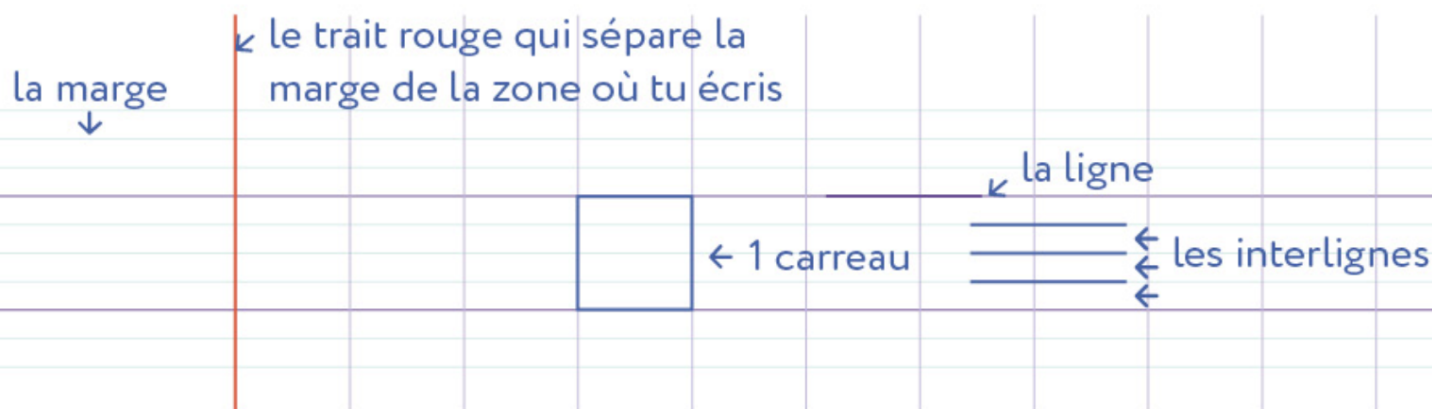 le trait rouge qui sépare la
marge de la zone où tu écris
la marge
la ligne
1 carreau
les interlignes